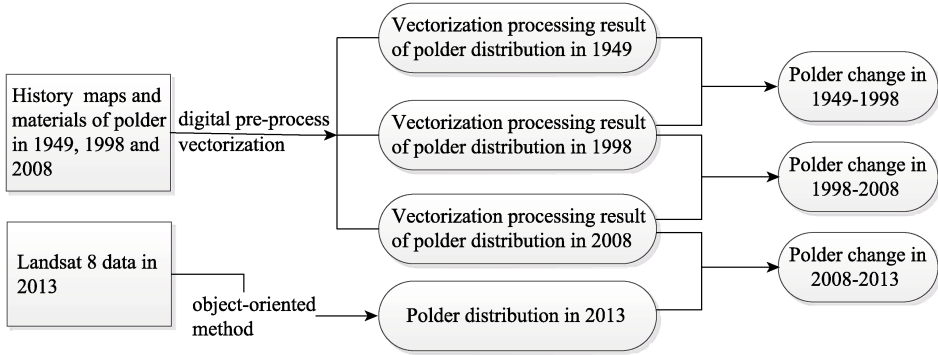 History maps and
materials of polder
in 1949, 1998 and
2008
digital pre-process
vectorization
Vectorization processing result
of polder distribution in 1949
Vectorization processing result
of polder distribution in 1998
Vectorization processing result
of polder distribution in 2008
Polder change in
1949-1998
Polder change in
1998-2008
Polder change in
2008-2013
Landsat 8 data in
2013
object-oriented
method
Polder distribution in 2013